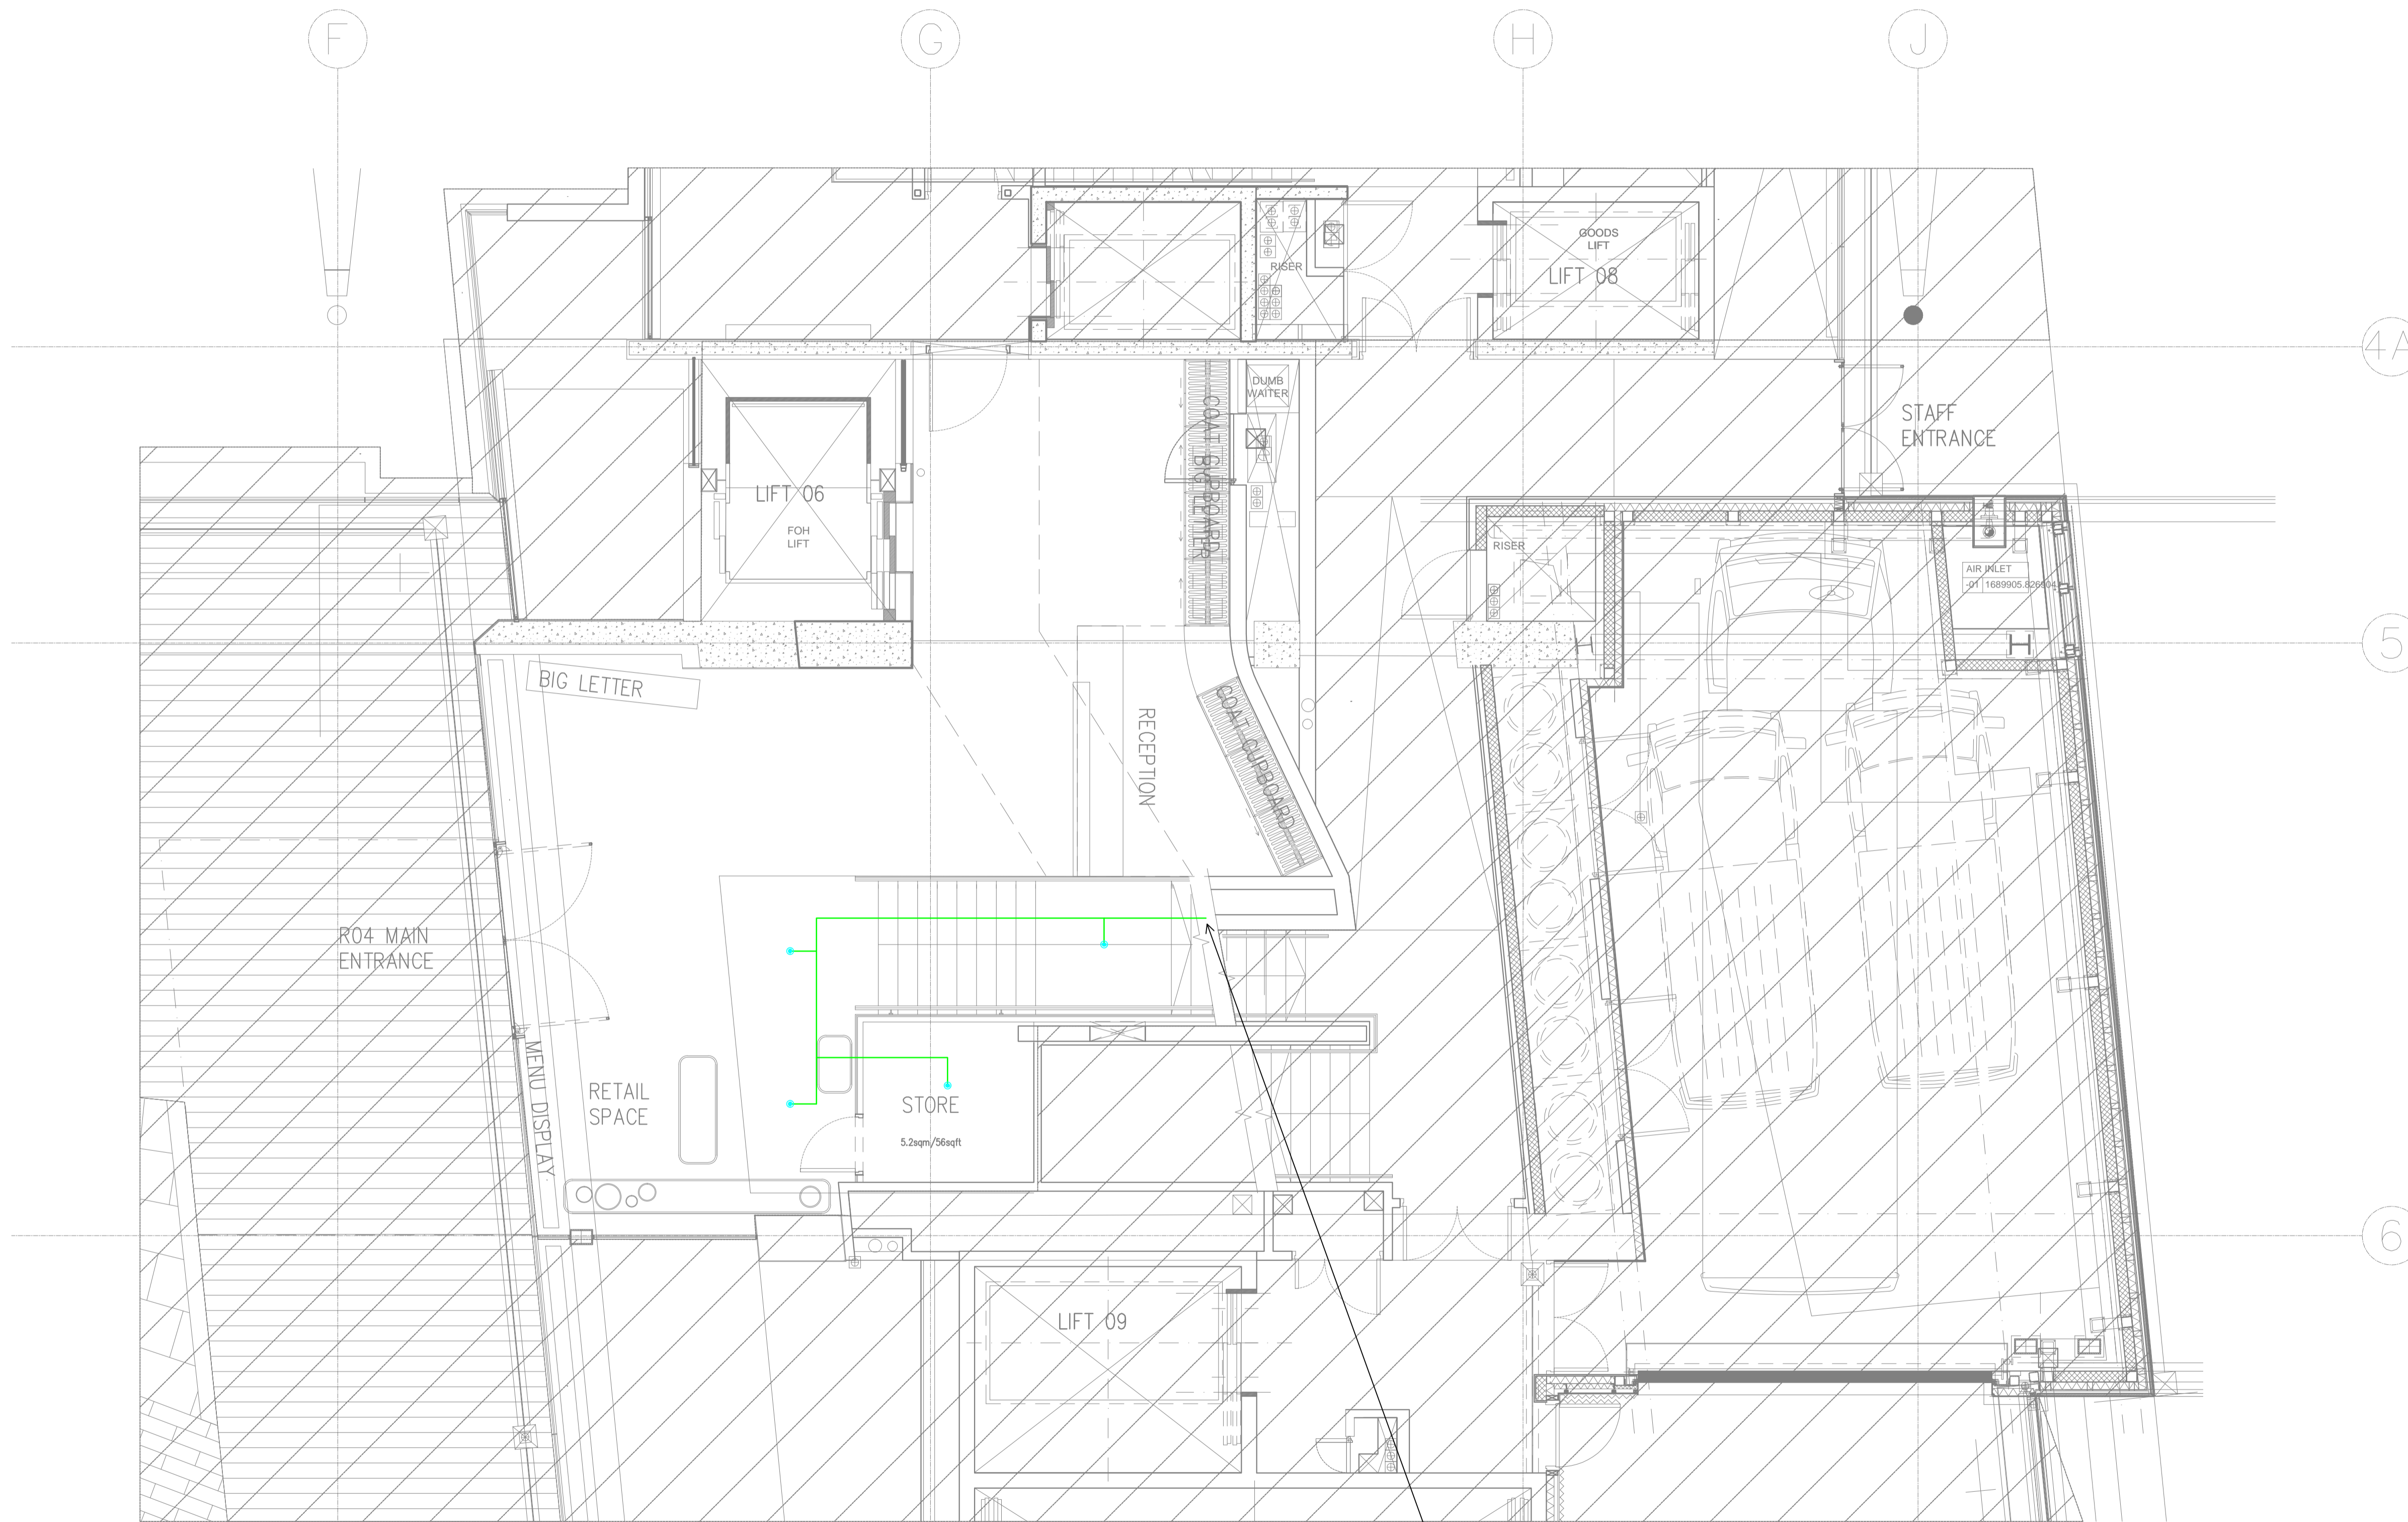 F
G
H
J
GOODS
LIFT
LIFT 08
RISER
4A
DUMB
WAITER
COAT CUPBOARD
BIG LETTER
STAFF
ENTRANCE
LIFT 06
FOH
LIFT
RISER
AIR INLET
-01
H
5
BIG LETTER
RECEPTION
COAT CUPBOARD
R04 MAIN
ENTRANCE
MENU DISPLAY
RETAIL
SPACE
STORE
5.2sqm/56sqft
6
LIFT 09